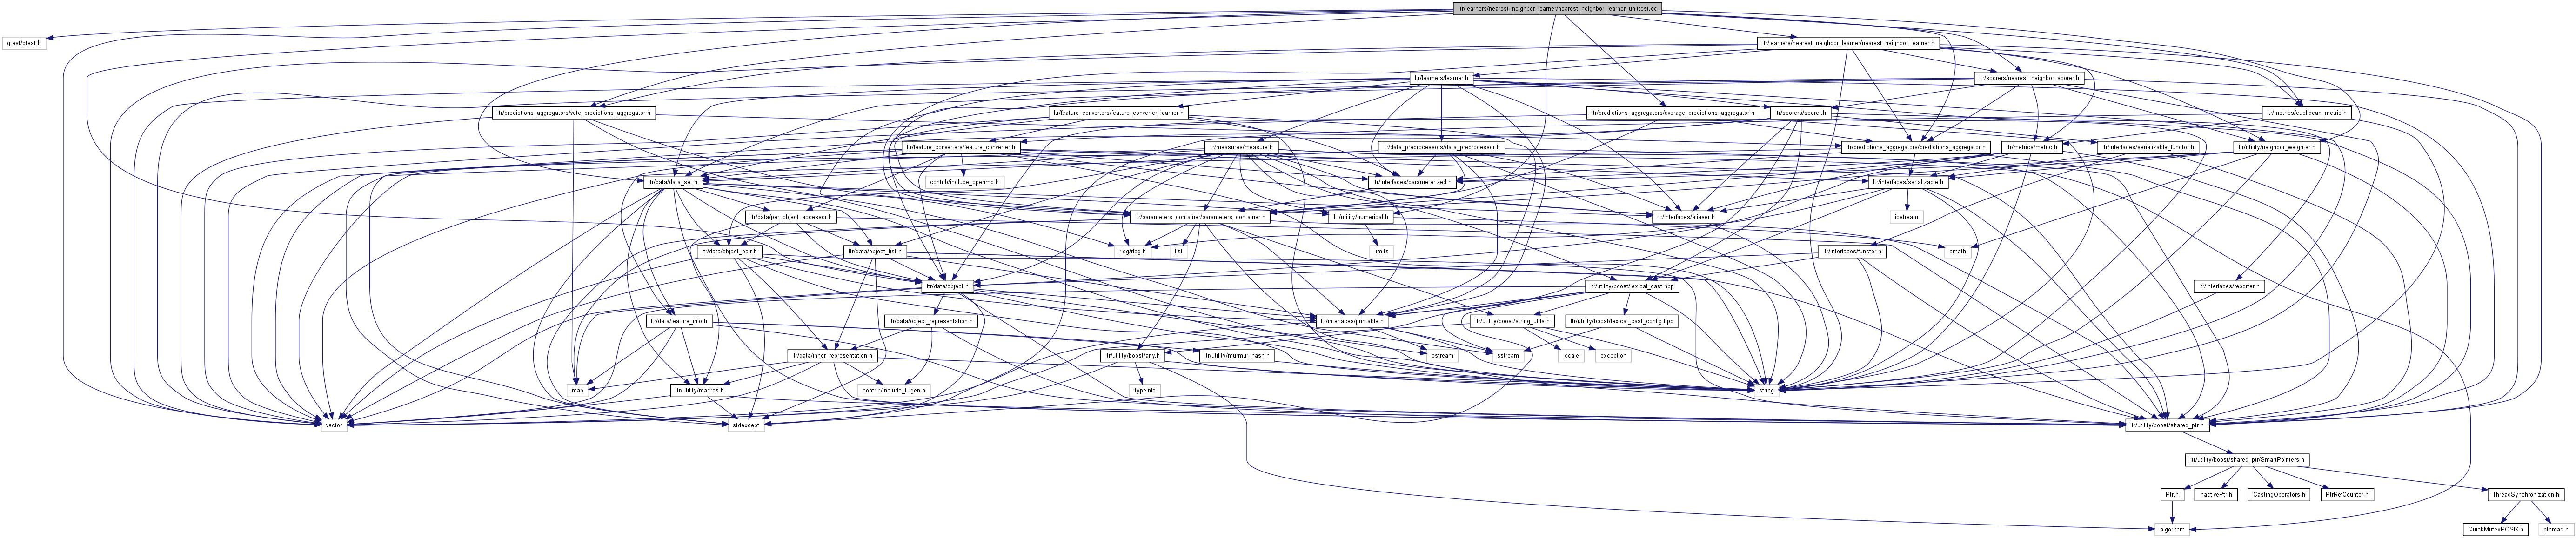 ltr/learners/nearest_neighbor_learner/nearest_neighbor_learner_unittest.cc
gtest/gtest.h
ltr/learners/nearest_neighbor_learner/nearest_neighbor_learner.h
ltr/learners/learner.h
ltr/scorers/nearest_neighbor_scorer.h
ltr/predictions_aggregators/vote_predictions_aggregator.h
ltr/feature_converters/feature_converter_learner.h
ltr/predictions_aggregators/average_predictions_aggregator.h
ltr/scorers/scorer.h
ltr/metrics/euclidean_metric.h
ltr/feature_converters/feature_converter.h
ltr/measures/measure.h
ltr/data_preprocessors/data_preprocessor.h
ltr/predictions_aggregators/predictions_aggregator.h
ltr/metrics/metric.h
ltr/interfaces/serializable_functor.h
ltr/utility/neighbor_weighter.h
ltr/data/data_set.h
contrib/include_openmp.h
ltr/interfaces/parameterized.h
ltr/interfaces/serializable.h
ltr/data/per_object_accessor.h
ltr/parameters_container/parameters_container.h
ltr/utility/numerical.h
ltr/interfaces/aliaser.h
iostream
ltr/data/object_pair.h
ltr/data/object_list.h
rlog/rlog.h
list
limits
ltr/interfaces/functor.h
cmath
ltr/data/object.h
ltr/utility/boost/lexical_cast.hpp
ltr/interfaces/reporter.h
ltr/data/feature_info.h
ltr/data/object_representation.h
ltr/interfaces/printable.h
ltr/utility/boost/string_utils.h
ltr/utility/boost/lexical_cast_config.hpp
ltr/data/inner_representation.h
ltr/utility/boost/any.h
ltr/utility/murmur_hash.h
ostream
sstream
locale
exception
map
ltr/utility/macros.h
contrib/include_Eigen.h
typeinfo
string
vector
stdexcept
ltr/utility/boost/shared_ptr.h
ltr/utility/boost/shared_ptr/SmartPointers.h
Ptr.h
InactivePtr.h
CastingOperators.h
PtrRefCounter.h
ThreadSynchronization.h
algorithm
QuickMutexPOSIX.h
pthread.h